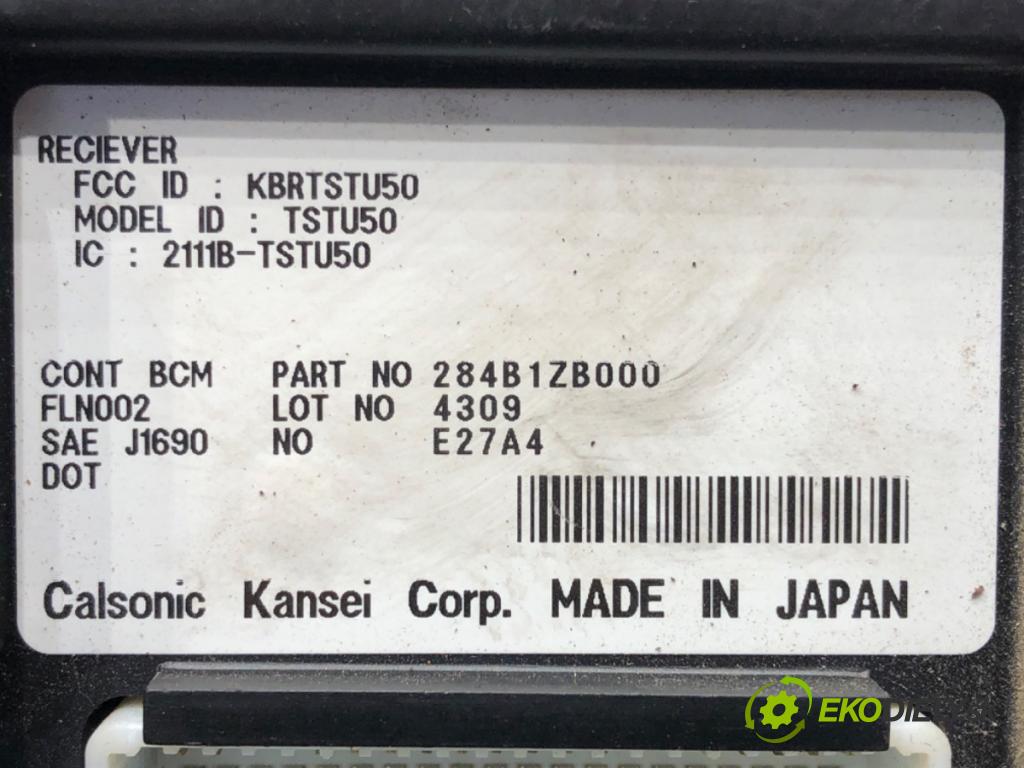 RECIEVER
FCC ID : KBRTSTU50
MODEL ID : TSTU50
IC : 2111B-TSTU50
CONT BCM PART NO 284B1ZB000
FLN002 LOT NO 4309
SAE J1690 NO E27A4
DOT
Calsonic Kansei Corp. MADE IN JAPAN